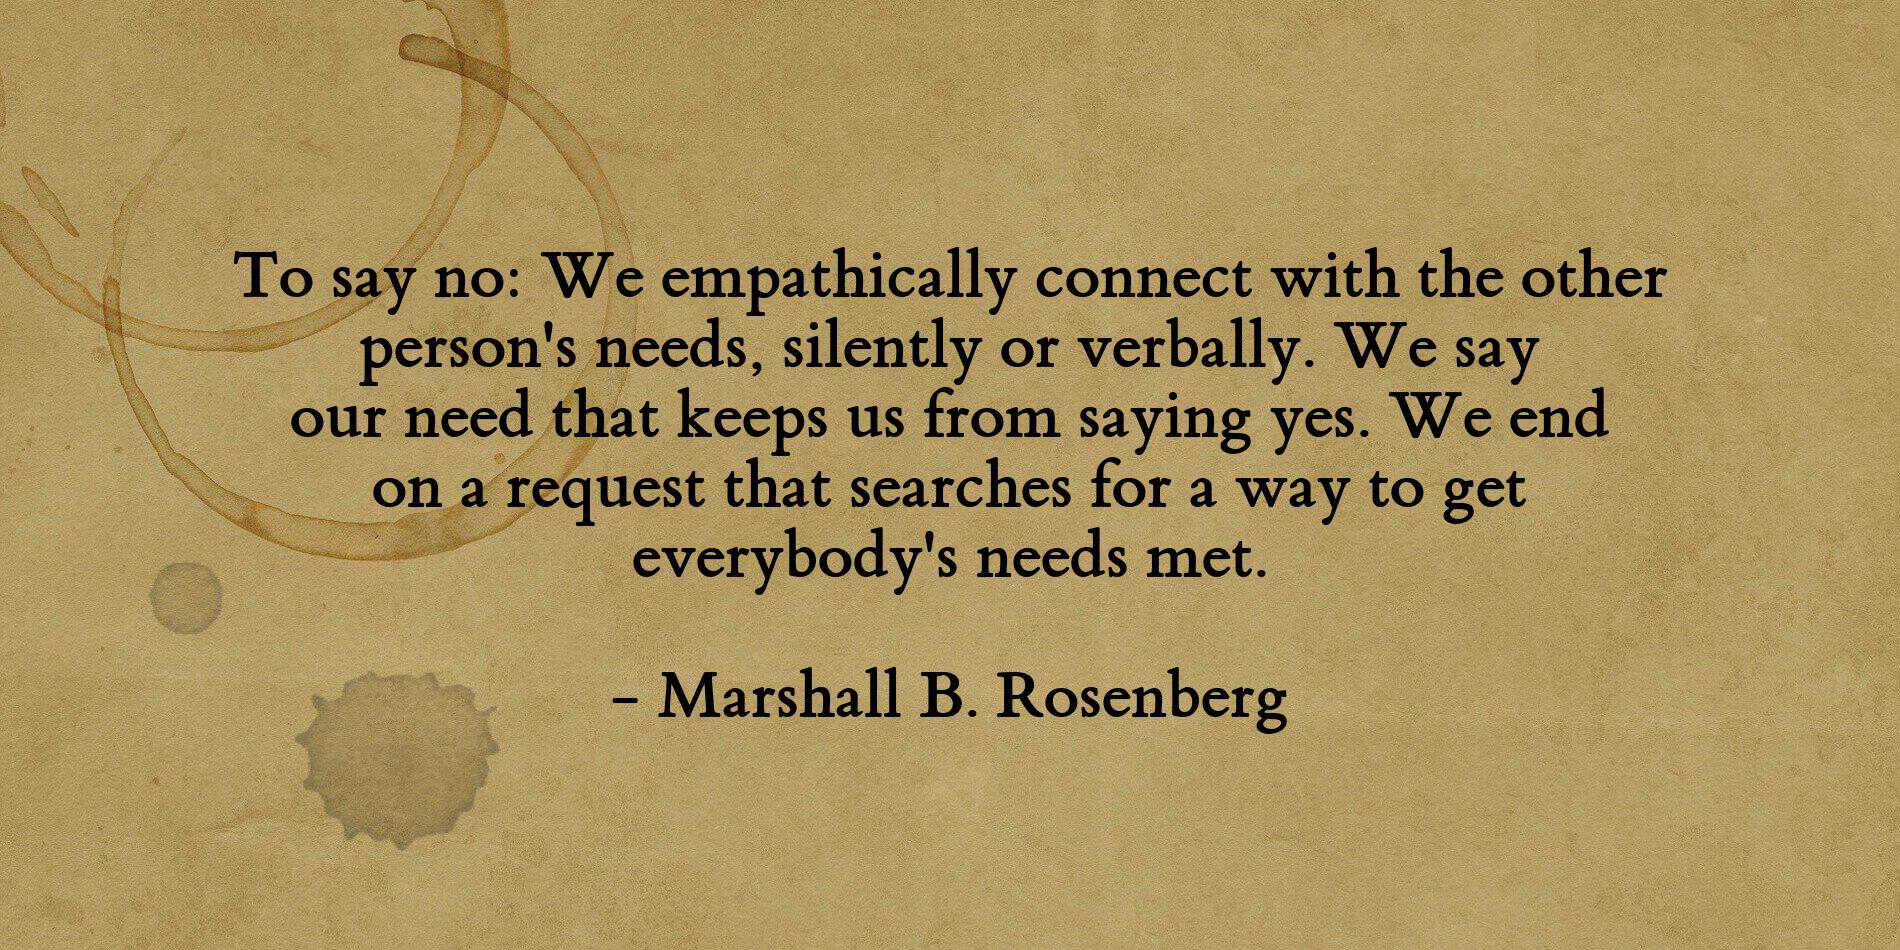 To say no: We empathically connect with the other
person's needs, silently or verbally. We say
our need that keeps us from saying yes. We end
on a request that searches for a way to get
everybody's needs met.
- Marshall B. Rosenberg